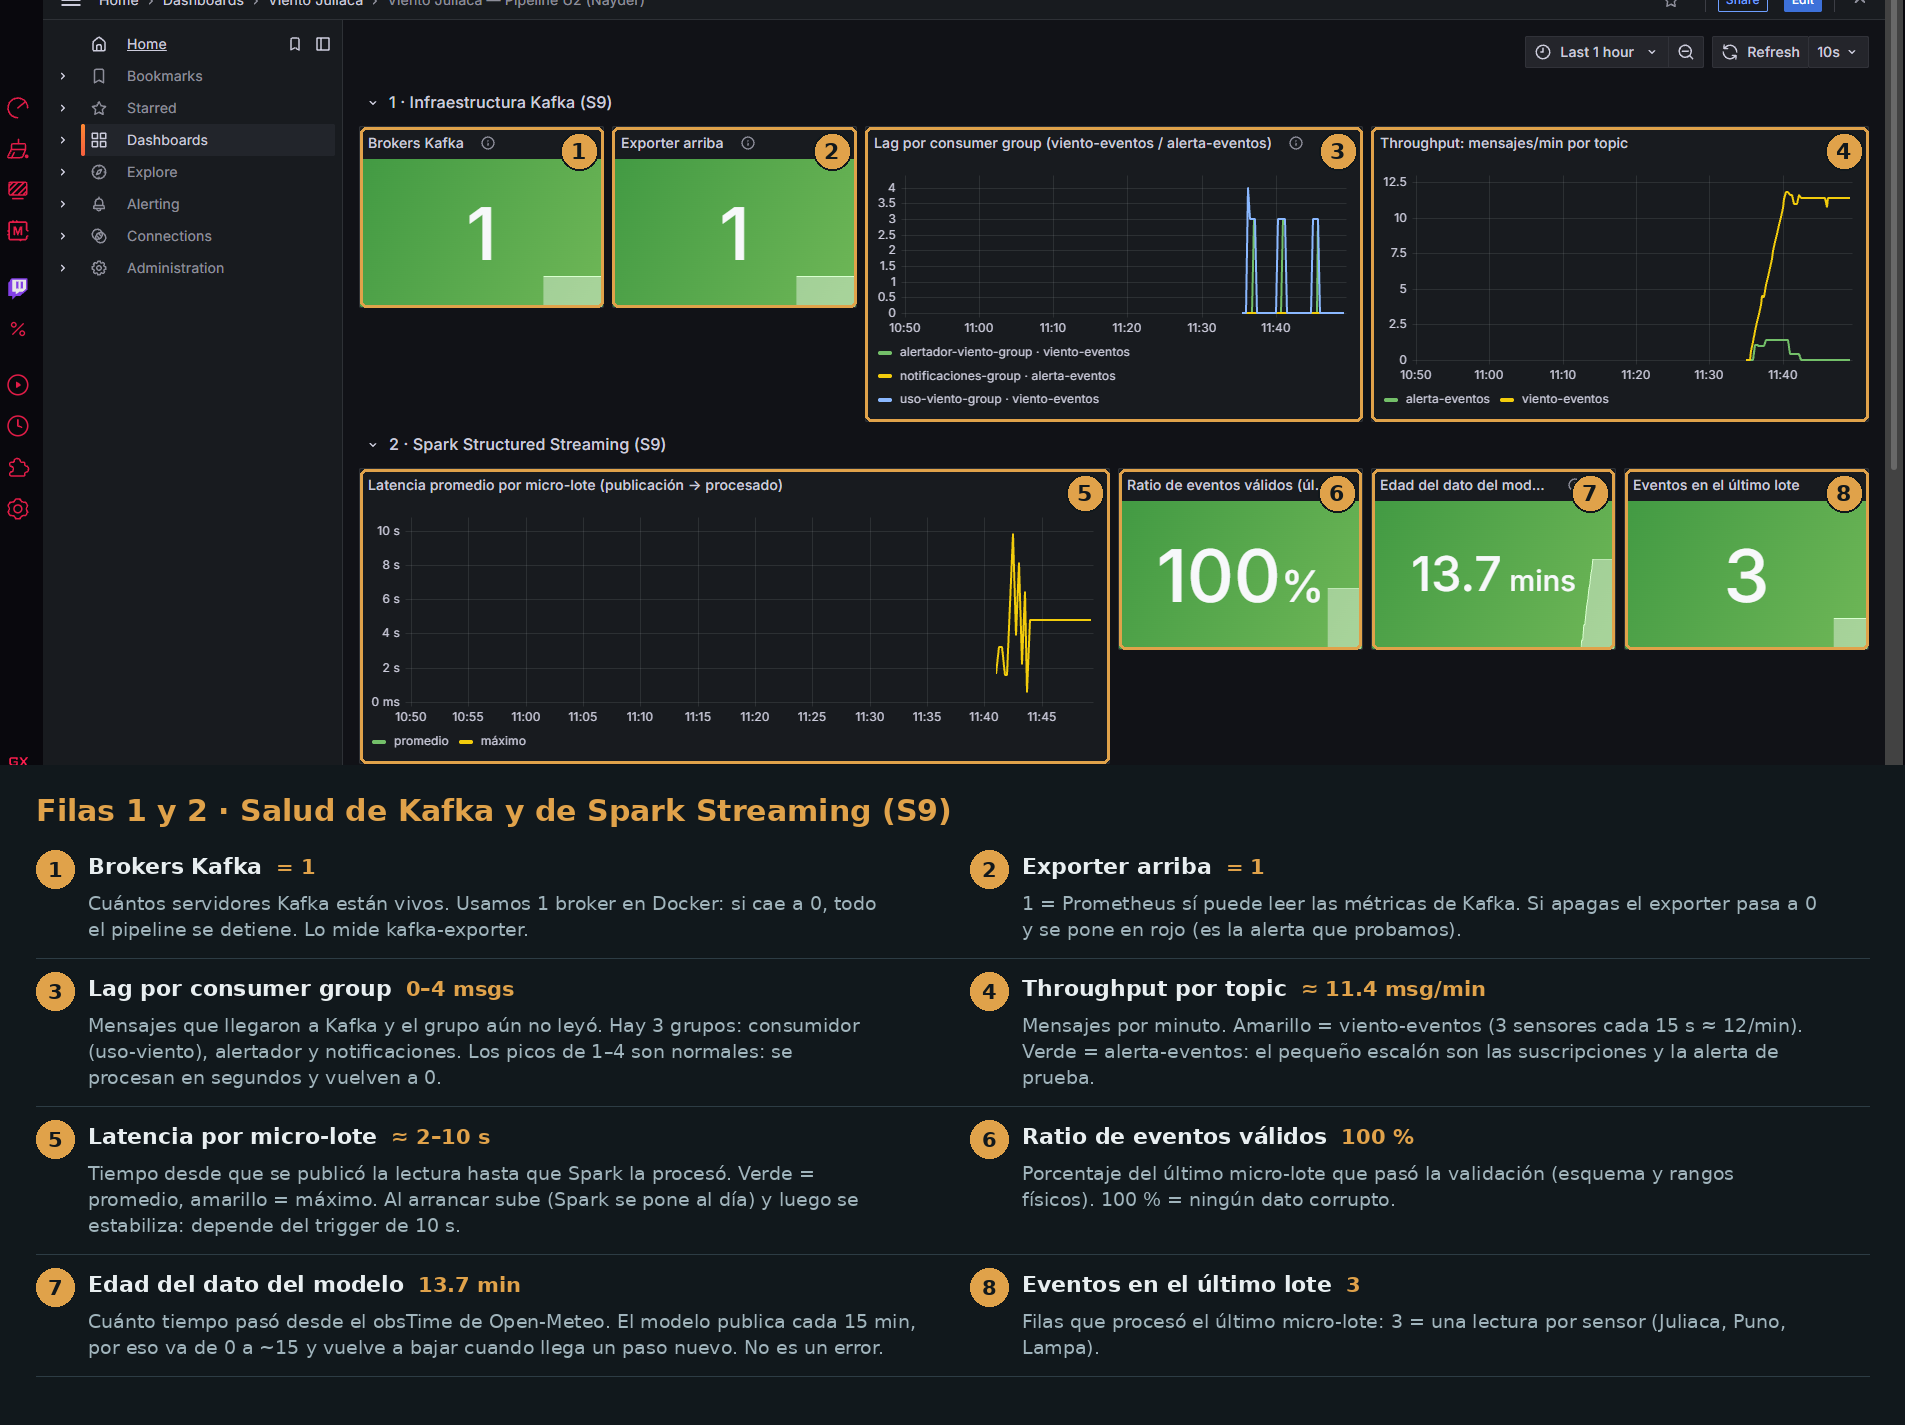 Home › Dashboards › Viento Juliaca › Viento Juliaca — Pipeline U2 (Nayder)
Share
Edit
Home
Bookmarks
Starred
Dashboards
Explore
Alerting
Connections
Administration
Last 1 hour
Refresh
10s
1 · Infraestructura Kafka (S9)
Brokers Kafka
1
1
Exporter arriba
2
1
Lag por consumer group (viento-eventos / alerta-eventos)
3
4
3.5
3
2.5
2
1.5
1
0.5
0
10:50 11:00 11:10 11:20 11:30 11:40
alertador-viento-group · viento-eventos
notificaciones-group · alerta-eventos
uso-viento-group · viento-eventos
Throughput: mensajes/min por topic
4
12.5
10
7.5
5
2.5
0
10:50 11:00 11:10 11:20 11:30 11:40
alerta-eventos viento-eventos
2 · Spark Structured Streaming (S9)
Latencia promedio por micro-lote (publicación → procesado)
5
10 s
8 s
6 s
4 s
2 s
0 ms
10:50 10:55 11:00 11:05 11:10 11:15 11:20 11:25 11:30 11:35 11:40 11:45
promedio máximo
Ratio de eventos válidos (úl...
6
100%
Edad del dato del mod...
7
13.7 mins
Eventos en el último lote
8
3
M
GX
Filas 1 y 2 · Salud de Kafka y de Spark Streaming (S9)
1 Brokers Kafka = 1
Cuántos servidores Kafka están vivos. Usamos 1 broker en Docker: si cae a 0, todo
el pipeline se detiene. Lo mide kafka-exporter.
2 Exporter arriba = 1
1 = Prometheus sí puede leer las métricas de Kafka. Si apagas el exporter pasa a 0
y se pone en rojo (es la alerta que probamos).
3 Lag por consumer group 0–4 msgs
Mensajes que llegaron a Kafka y el grupo aún no leyó. Hay 3 grupos: consumidor
(uso-viento), alertador y notificaciones. Los picos de 1–4 son normales: se
procesan en segundos y vuelven a 0.
4 Throughput por topic ≈ 11.4 msg/min
Mensajes por minuto. Amarillo = viento-eventos (3 sensores cada 15 s ≈ 12/min).
Verde = alerta-eventos: el pequeño escalón son las suscripciones y la alerta de
prueba.
5 Latencia por micro-lote ≈ 2–10 s
Tiempo desde que se publicó la lectura hasta que Spark la procesó. Verde =
promedio, amarillo = máximo. Al arrancar sube (Spark se pone al día) y luego se
estabiliza: depende del trigger de 10 s.
6 Ratio de eventos válidos 100 %
Porcentaje del último micro-lote que pasó la validación (esquema y rangos
físicos). 100 % = ningún dato corrupto.
7 Edad del dato del modelo 13.7 min
Cuánto tiempo pasó desde el obsTime de Open-Meteo. El modelo publica cada 15 min,
por eso va de 0 a ~15 y vuelve a bajar cuando llega un paso nuevo. No es un error.
8 Eventos en el último lote 3
Filas que procesó el último micro-lote: 3 = una lectura por sensor (Juliaca, Puno,
Lampa).